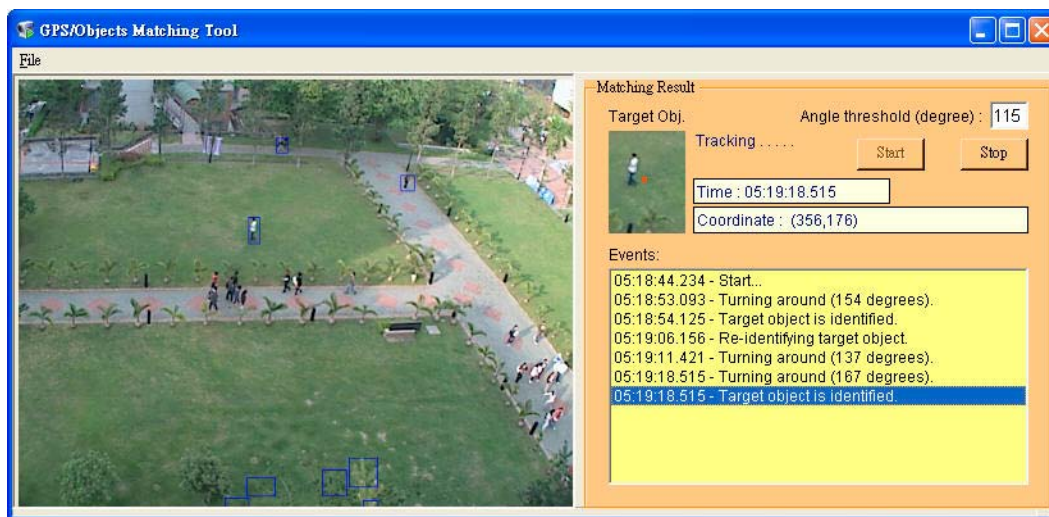 GPS/Objects Matching Tool
File
Matching Result
Target Obj.
Angle threshold (degree) : 115
Tracking . . . . .
Start
Stop
Time : 05:19:18.515
Coordinate : (356,176)
Events:
05:18:44.234 - Start...
05:18:53.093 - Turning around (154 degrees).
05:18:54.125 - Target object is identified.
05:19:06.156 - Re-identifying target object.
05:19:11.421 - Turning around (137 degrees).
05:19:18.515 - Turning around (167 degrees).
05:19:18.515 - Target object is identified.